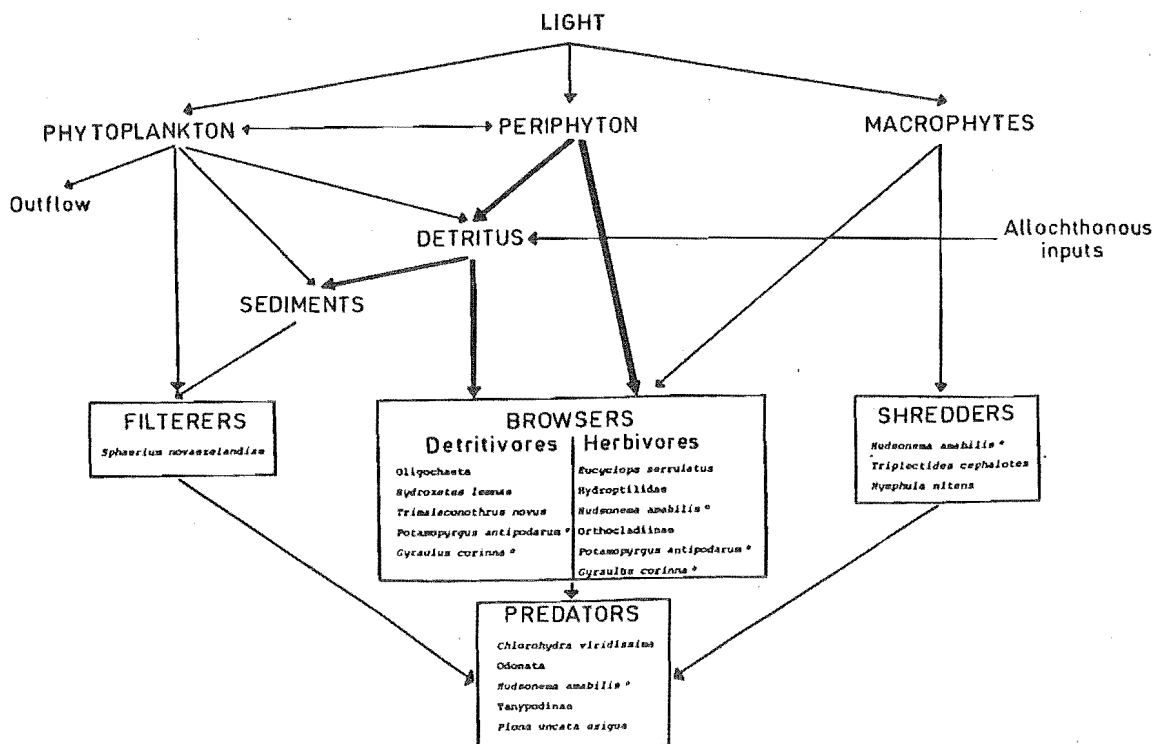 LIGHT
PHYTOPLANKTON
PERIPHYTON
MACROPHYTES
Outflow
DETRITUS
Allochthonous
inputs
SEDIMENTS
FILTERERS
Sphaerium novaezelandiae
BROWSERS
Detritivores
Oligochaeta
Hydrozetes lemnae
Trimalaconothrus novus
Potamopyrgus antipodarum *
Gyraulus corinna *
Herbivores
Eucyclops serrulatus
Hydroptilidae
Hudsonema amabilis *
Orthocladiinae
Potamopyrgus antipodarum *
Gyraulus corinna *
SHREDDERS
Hudsonema amabilis *
Triplectides cephalotes
Nymphula nitens
PREDATORS
Chlorohydra viridissima
Odonata
Hudsonema amabilis *
Tanypodinae
Piona uncata exigua